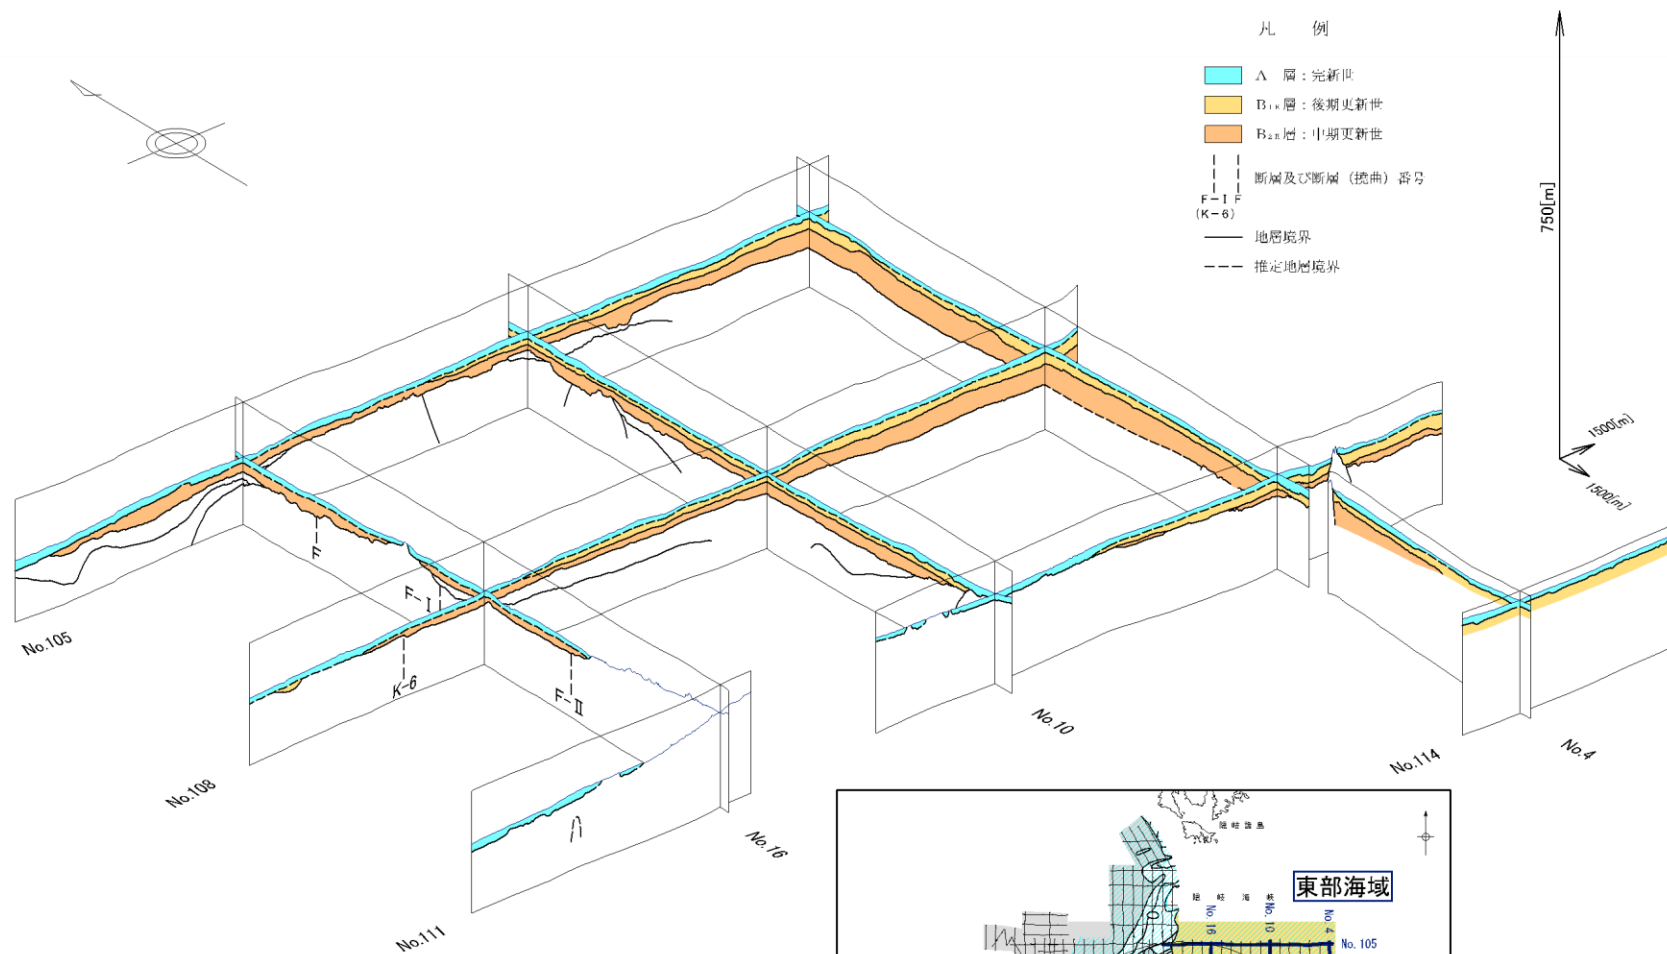 凡 例
A 層：完新世
B1E層：後期更新世
B2E層：中期更新世
断層及び断層（撓曲）番号
F-Ⅰ F
(K-6)
地層境界
推定地層境界
750[m]
1500[m]
1500[m]
F
F-Ⅰ
K-6
F-Ⅱ
No.105
No.108
No.111
No.16
No.10
No.114
No.4
隠岐諸島
東部海域
隠岐海峡
No.16
No.10
No.4
No.105